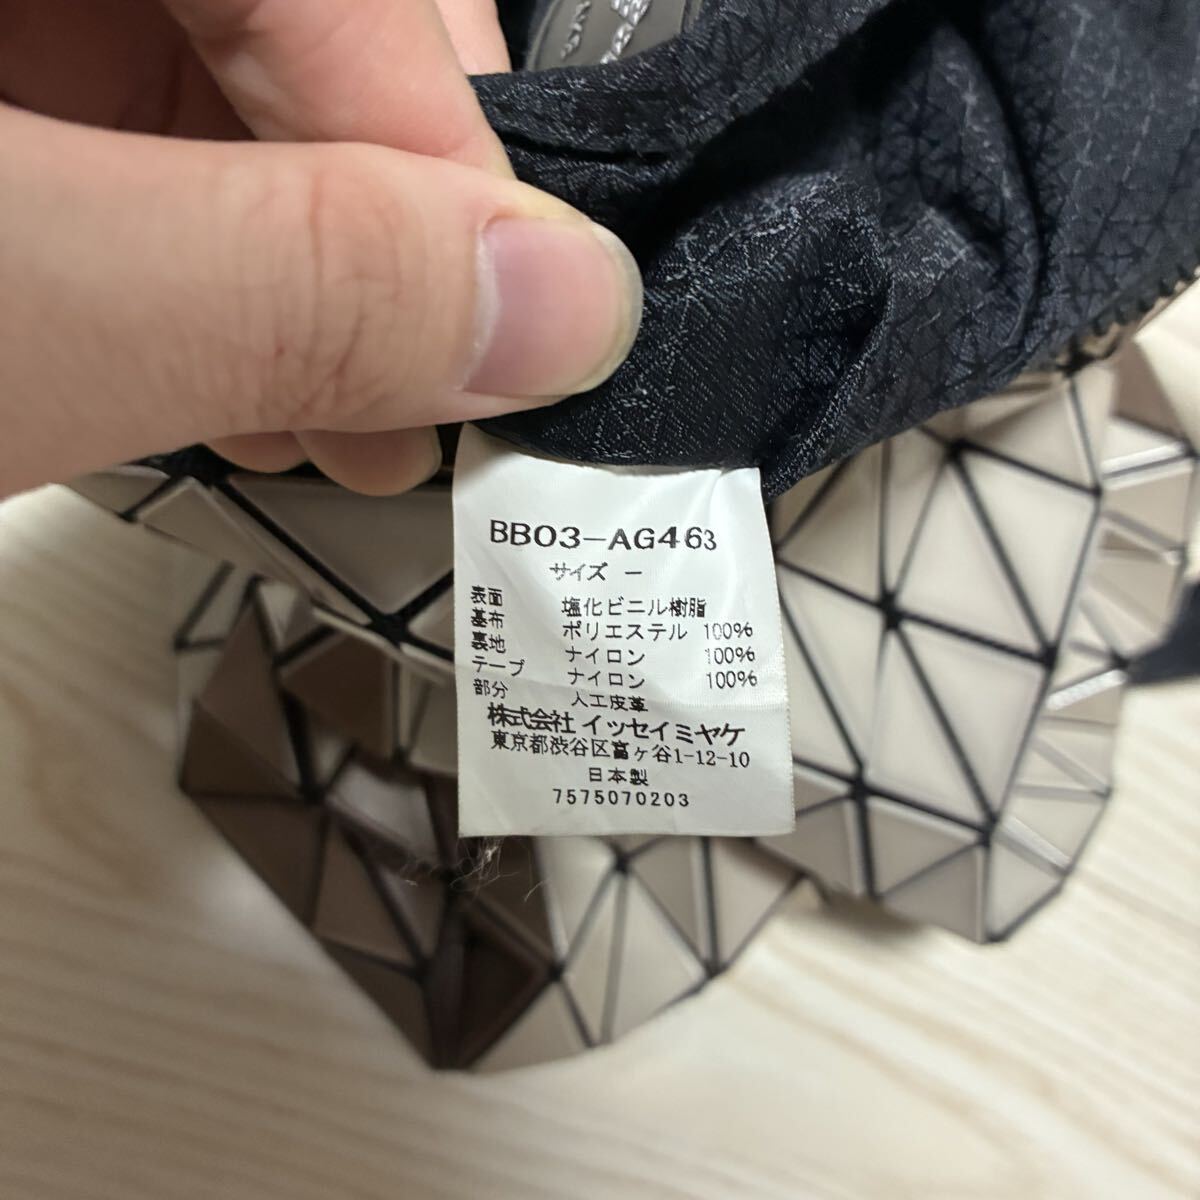 BB03-AG463
サイズ ー
表面 塩化ビニル樹脂
基布 ポリエステル 100%
裏地 ナイロン 100%
テープ ナイロン 100%
部分 人工皮革
株式会社 イッセイミヤケ
東京都渋谷区富ヶ谷1-12-10
日本製
7575070203